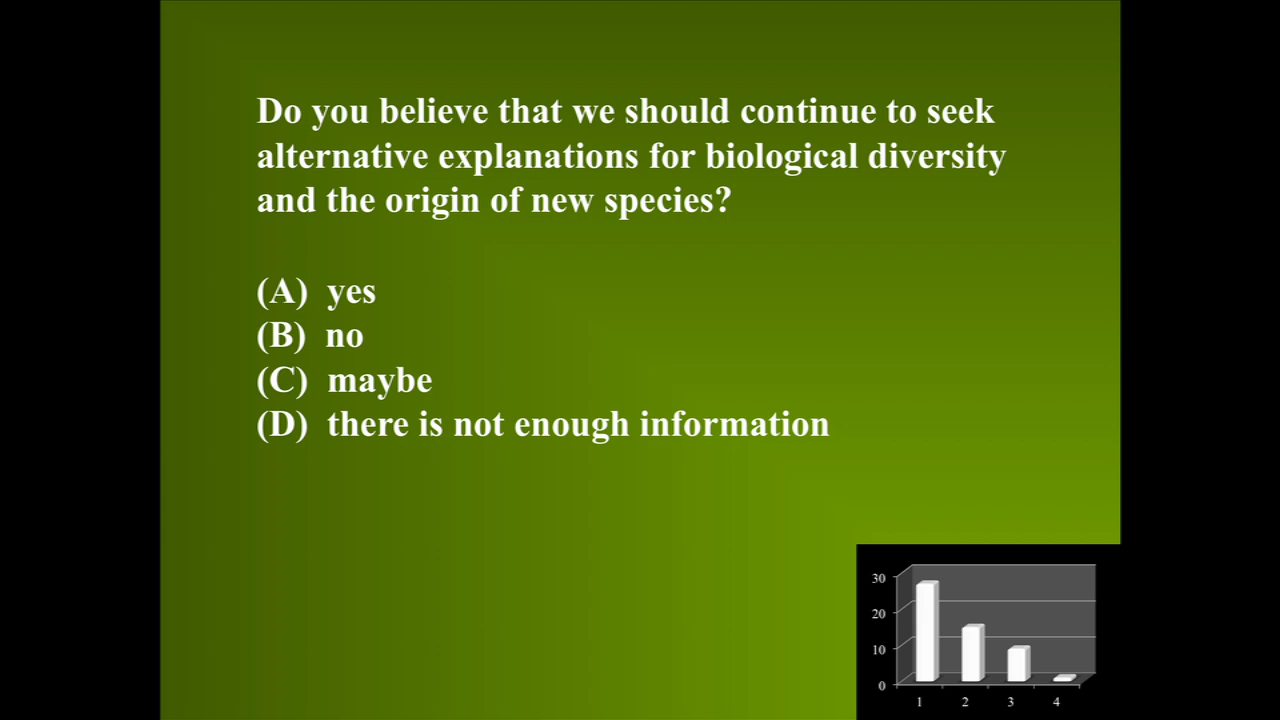 Do you believe that we should continue to seek
alternative explanations for biological diversity
and the origin of new species?
(A) yes
(B) no
(C) maybe
(D) there is not enough information
30
20
10
0
1 2 3 4